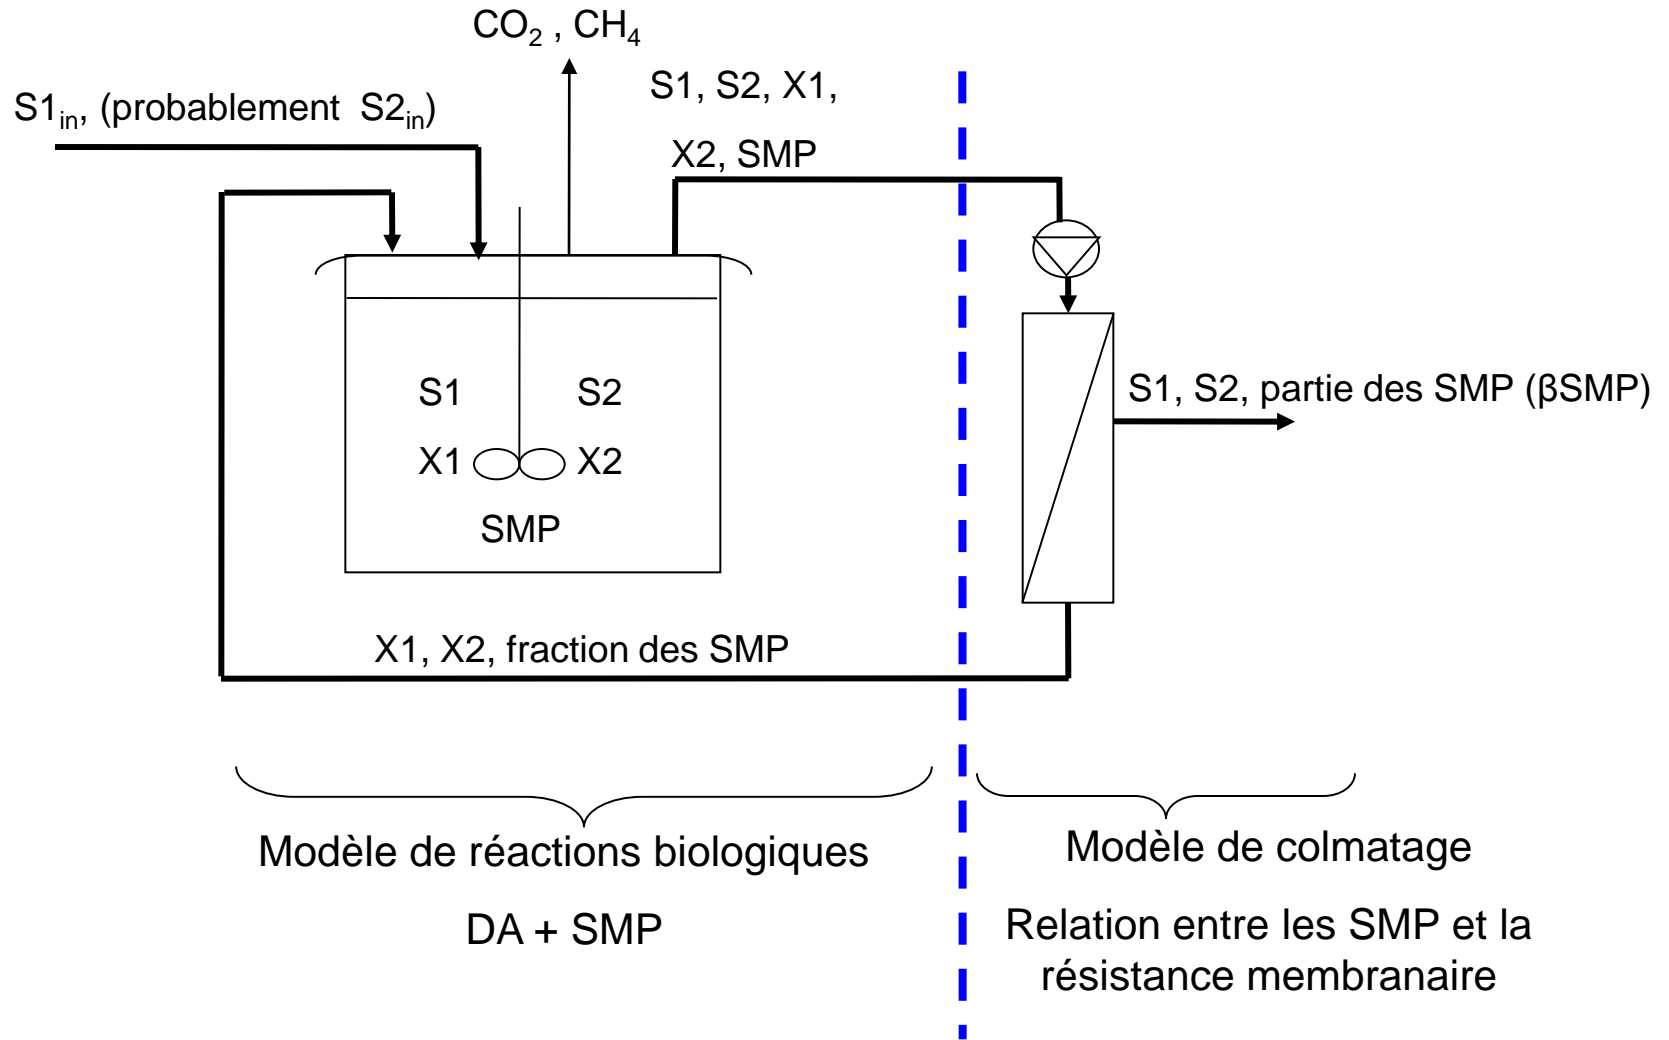 CO₂ , CH₄
S1, S2, X1,
S1ᵢₙ, (probablement S2ᵢₙ)
X2, SMP
S1 S2
S1, S2, partie des SMP (βSMP)
X1 X2
SMP
X1, X2, fraction des SMP
Modèle de réactions biologiques
DA + SMP
Modèle de colmatage
Relation entre les SMP et la
résistance membranaire